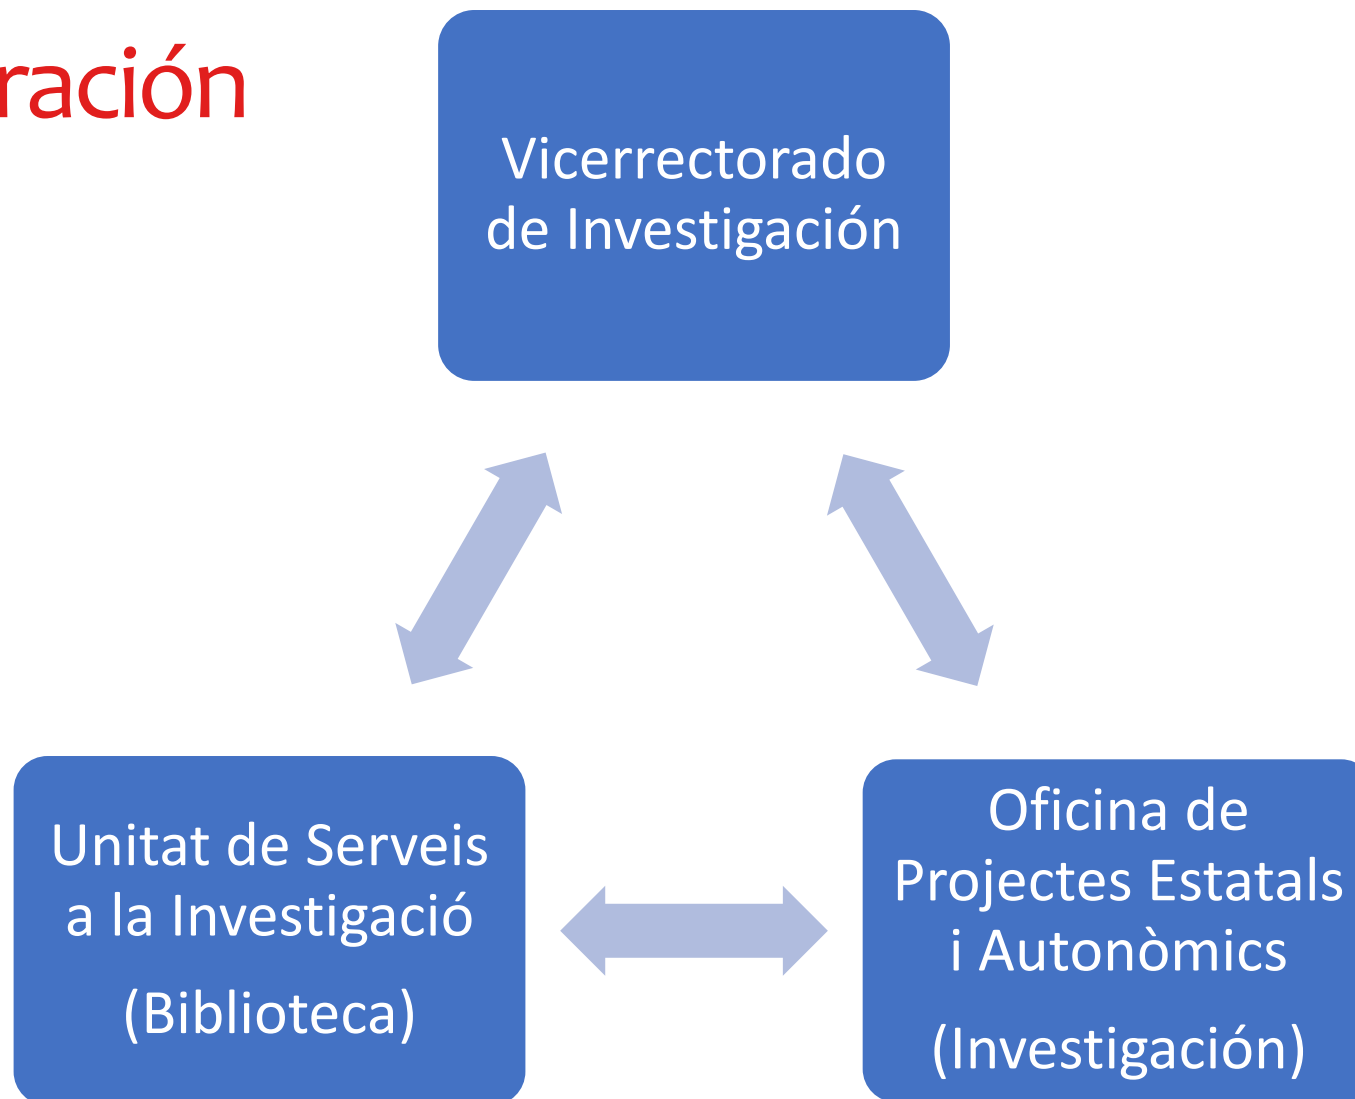 ración
Vicerrectorado
de Investigación
Unitat de Serveis
a la Investigació
(Biblioteca)
Oficina de
Projectes Estatals
i Autonòmics
(Investigación)